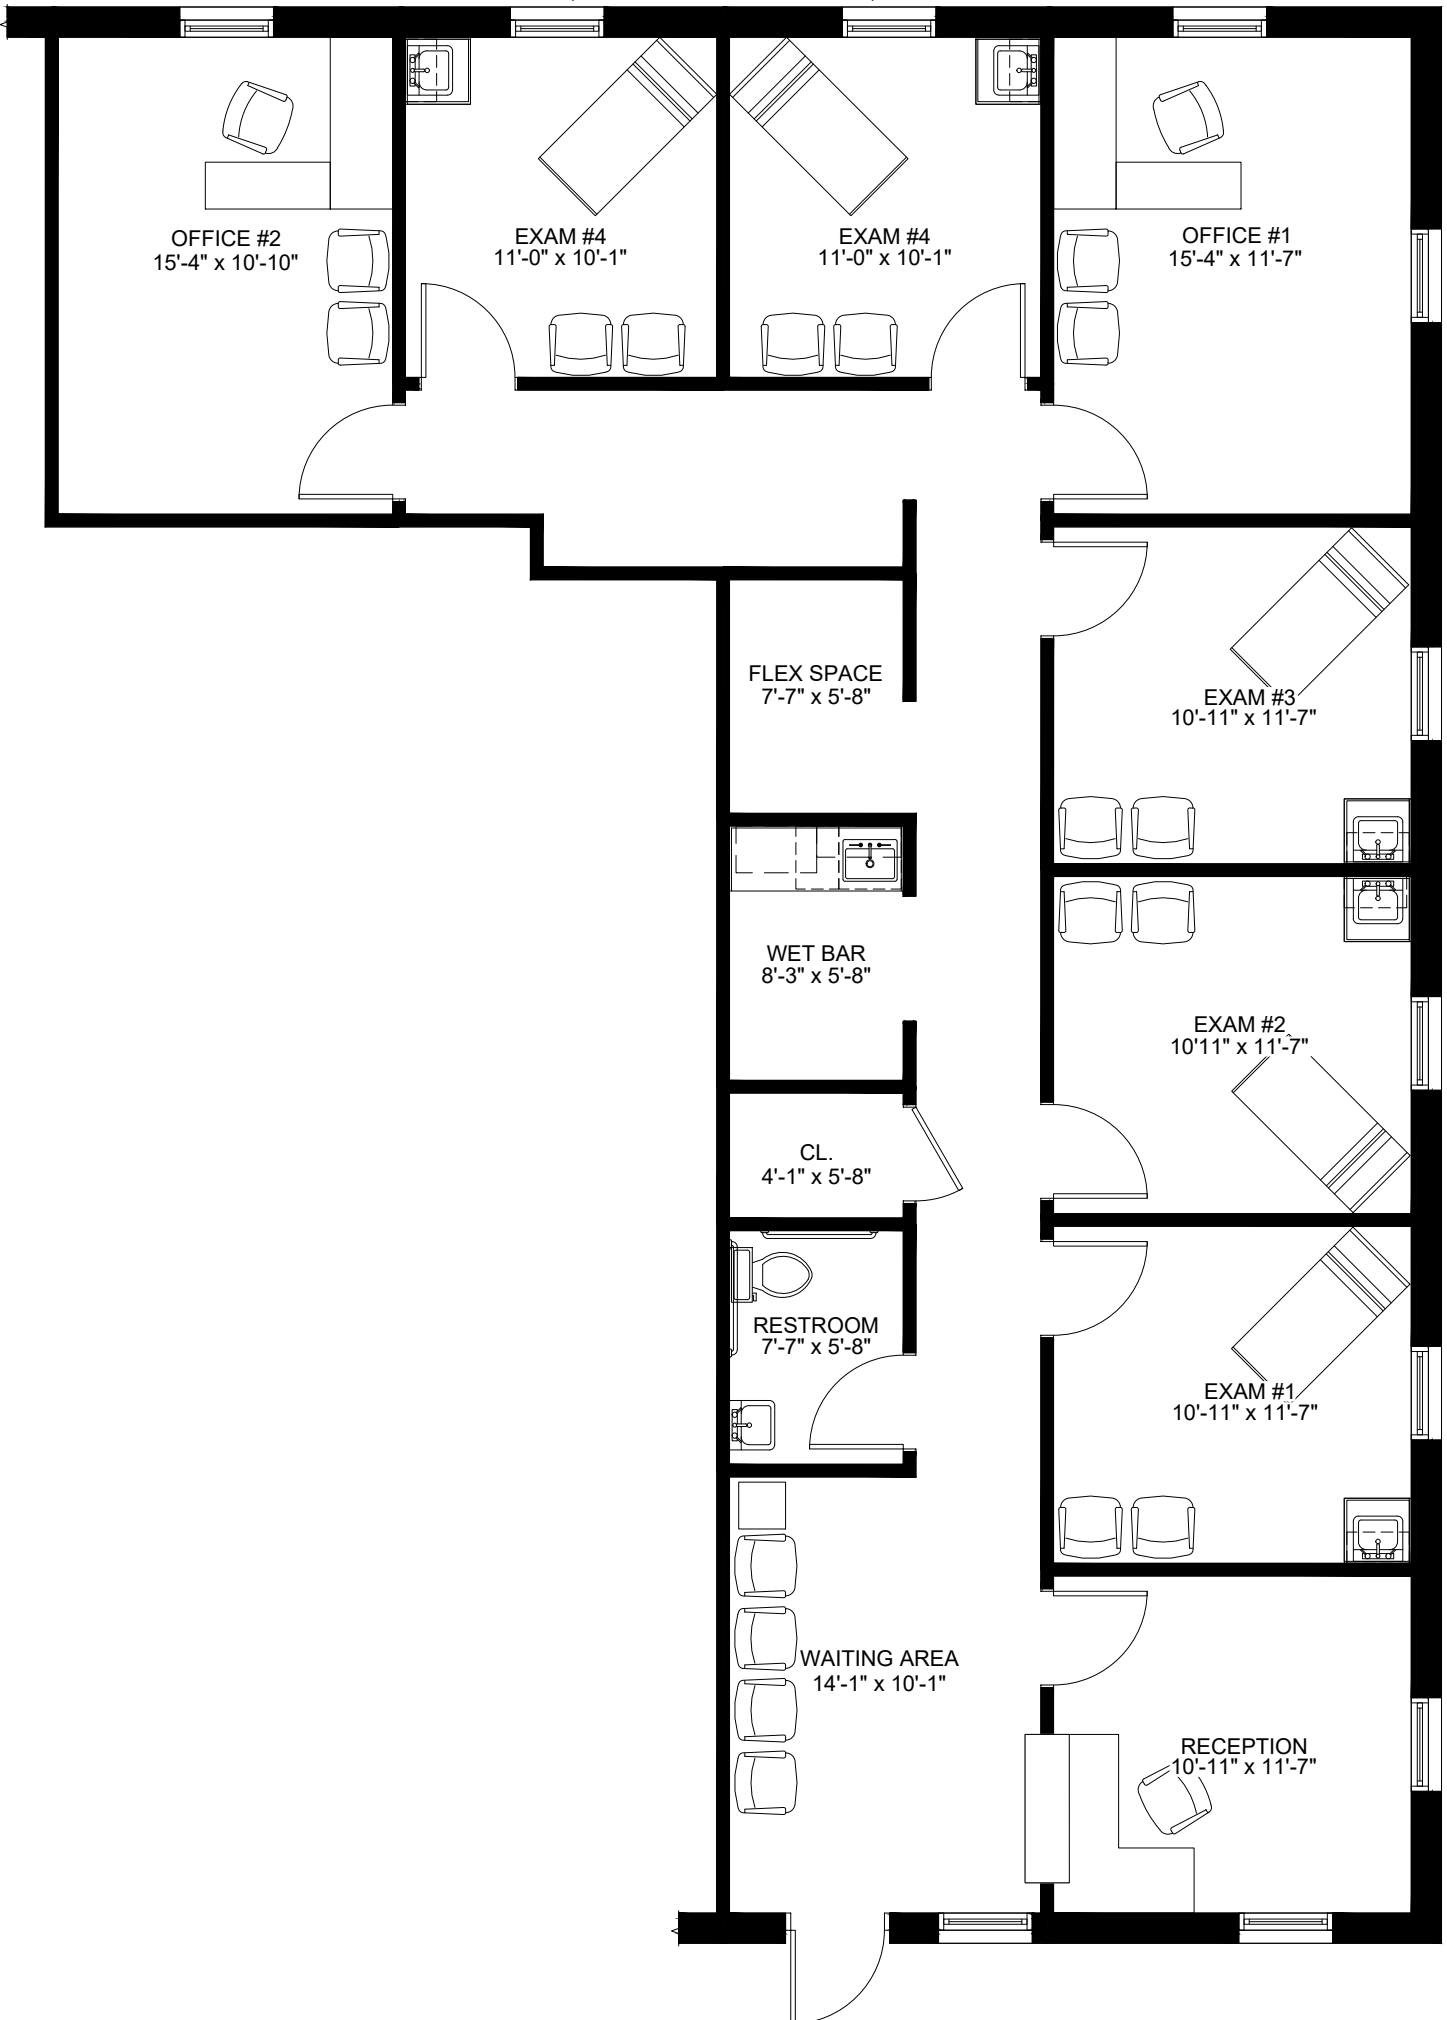 OFFICE #2
15'-4" x 10'-10"
EXAM #4
11'-0" x 10'-1"
EXAM #4
11'-0" x 10'-1"
OFFICE #1
15'-4" x 11'-7"
FLEX SPACE
7'-7" x 5'-8"
EXAM #3
10'-11" x 11'-7"
WET BAR
8'-3" x 5'-8"
EXAM #2
10'11" x 11'-7"
CL.
4'-1" x 5'-8"
RESTROOM
7'-7" x 5'-8"
EXAM #1
10'-11" x 11'-7"
WAITING AREA
14'-1" x 10'-1"
RECEPTION
10'-11" x 11'-7"